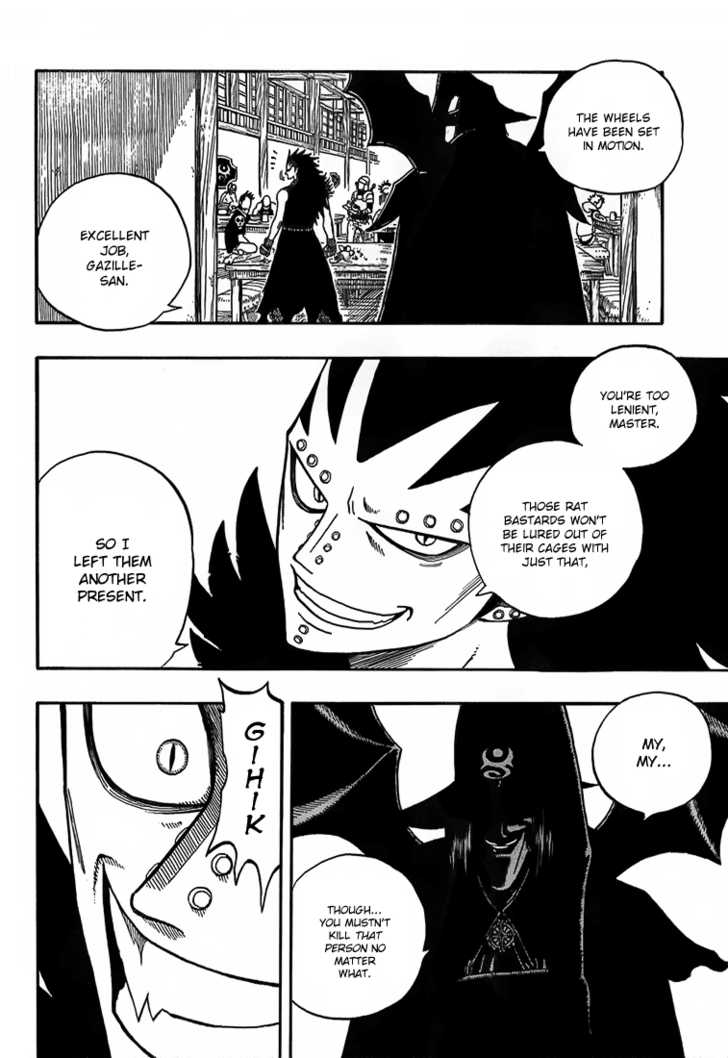 THE WHEELS
HAVE BEEN SET
IN MOTION.
EXCELLENT
JOB,
GAZILLE-
SAN.
YOU'RE TOO
LENIENT,
MASTER.
THOSE RAT
BASTARDS WON'T
BE LURED OUT OF
THEIR CAGES WITH
JUST THAT,
SO I
LEFT THEM
ANOTHER
PRESENT.
MY,
MY...
THOUGH...
YOU MUSTN'T
KILL THAT
PERSON NO
MATTER
WHAT.
GIHIK